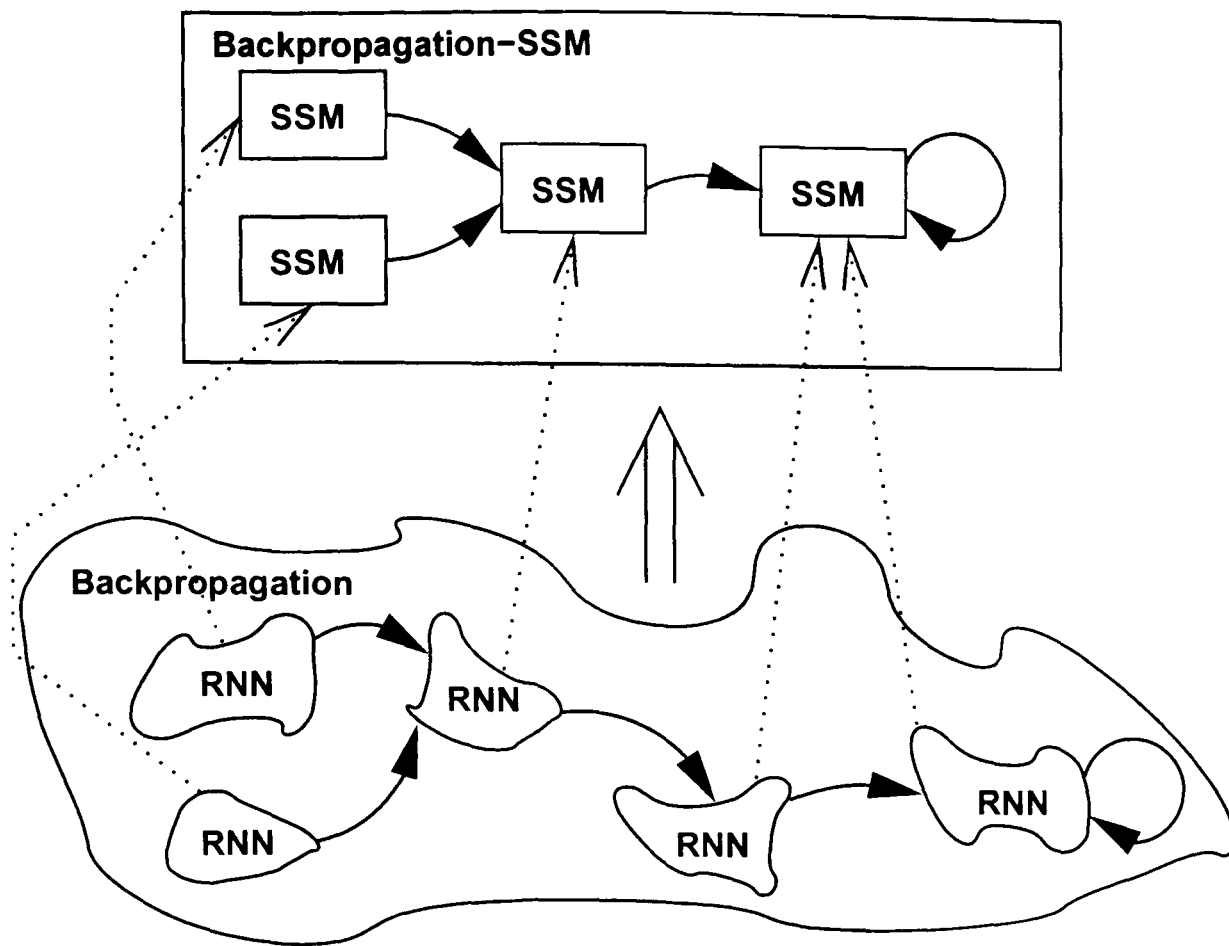 Backpropagation−SSM
SSM
SSM
SSM
SSM
Backpropagation
RNN
RNN
RNN
RNN
RNN